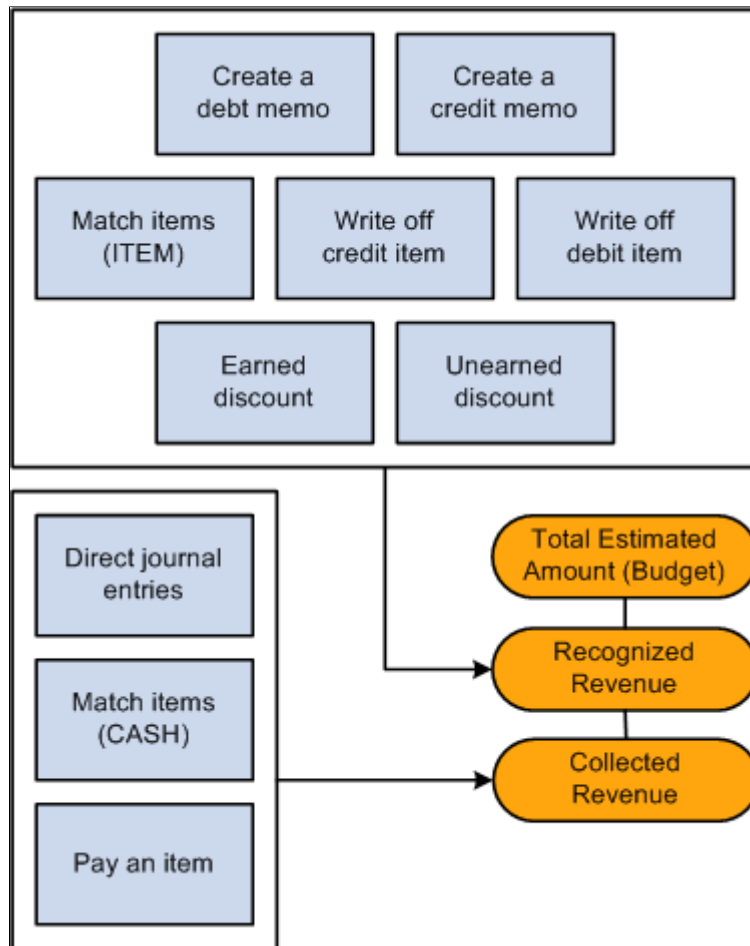 Create a
debt memo
Create a
credit memo
Match items
(ITEM)
Write off
credit item
Write off
debit item
Earned
discount
Unearned
discount
Direct journal
entries
Match items
(CASH)
Pay an item
Total Estimated
Amount (Budget)
Recognized
Revenue
Collected
Revenue